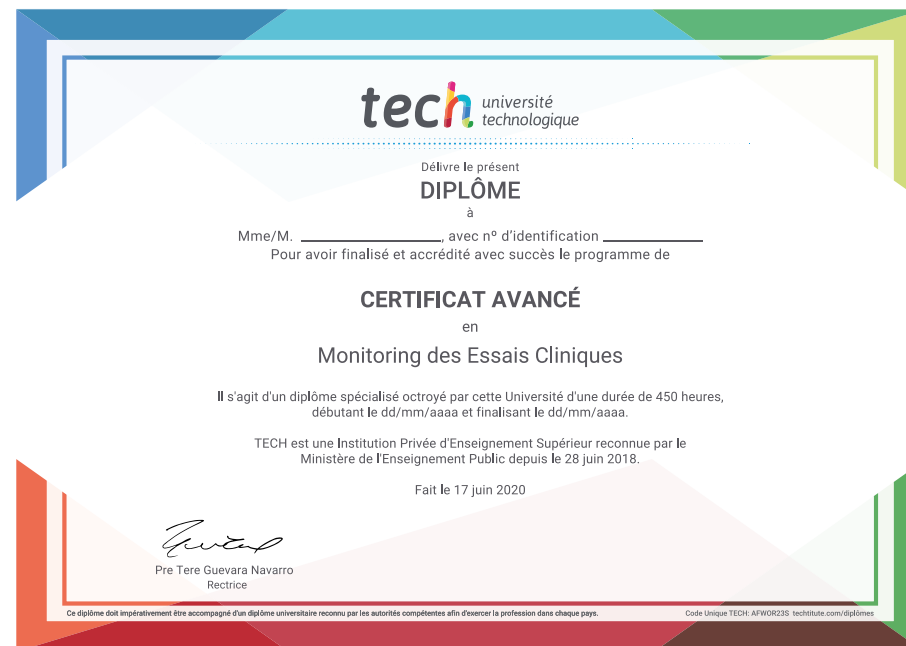 tech université
technologique
Délivre le présent
DIPLÔME
à
Mme/M. ____________________, avec nº d'identification ______________
Pour avoir finalisé et accrédité avec succès le programme de
CERTIFICAT AVANCÉ
en
Monitoring des Essais Cliniques
Il s'agit d'un diplôme spécialisé octroyé par cette Université d'une durée de 450 heures,
débutant le dd/mm/aaaa et finalisant le dd/mm/aaaa.
TECH est une Institution Privée d'Enseignement Supérieur reconnue par le
Ministère de l'Enseignement Public depuis le 28 juin 2018.
Fait le 17 juin 2020
Pre Tere Guevara Navarro
Rectrice
Ce diplôme doit impérativement être accompagné d'un diplôme universitaire reconnu par les autorités compétentes afin d'exercer la profession dans chaque pays.
Code Unique TECH: AFWOR23S techtitute.com/diplômes